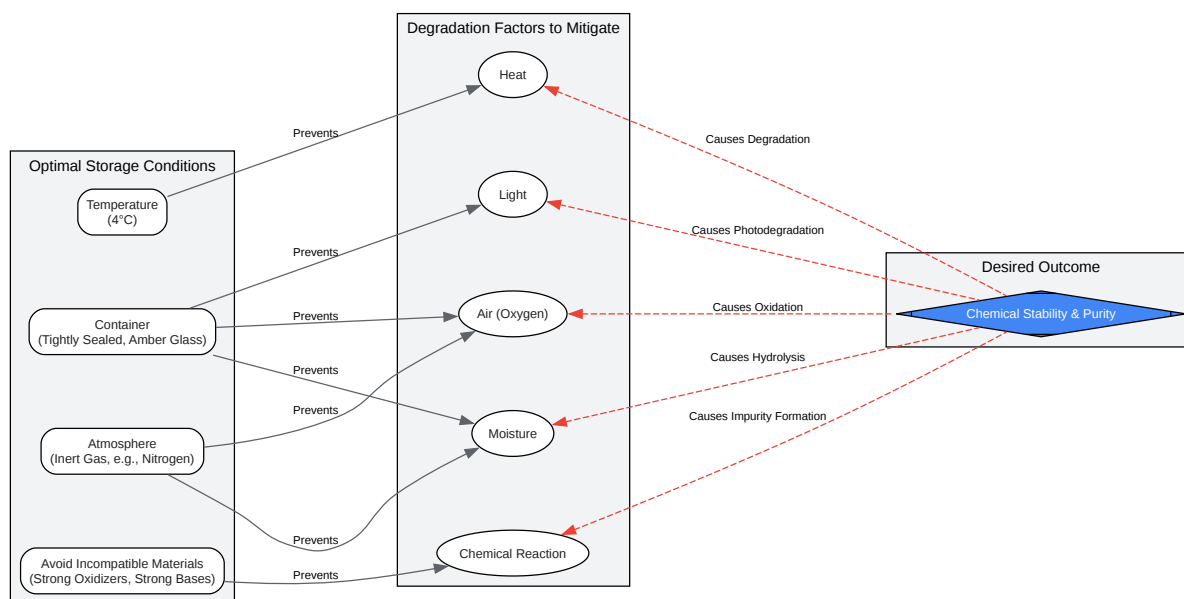 Degradation Factors to Mitigate
Heat
Prevents
Causes Degradation
Optimal Storage Conditions
Temperature
(4°C)
Light
Prevents
Causes Photodegradation
Desired Outcome
Container
(Tightly Sealed, Amber Glass)
Prevents
Air (Oxygen)
Causes Oxidation
Chemical Stability & Purity
Prevents
Causes Hydrolysis
Prevents
Causes Impurity Formation
Atmosphere
(Inert Gas, e.g., Nitrogen)
Moisture
Prevents
Avoid Incompatible Materials
(Strong Oxidizers, Strong Bases)
Prevents
Chemical Reaction